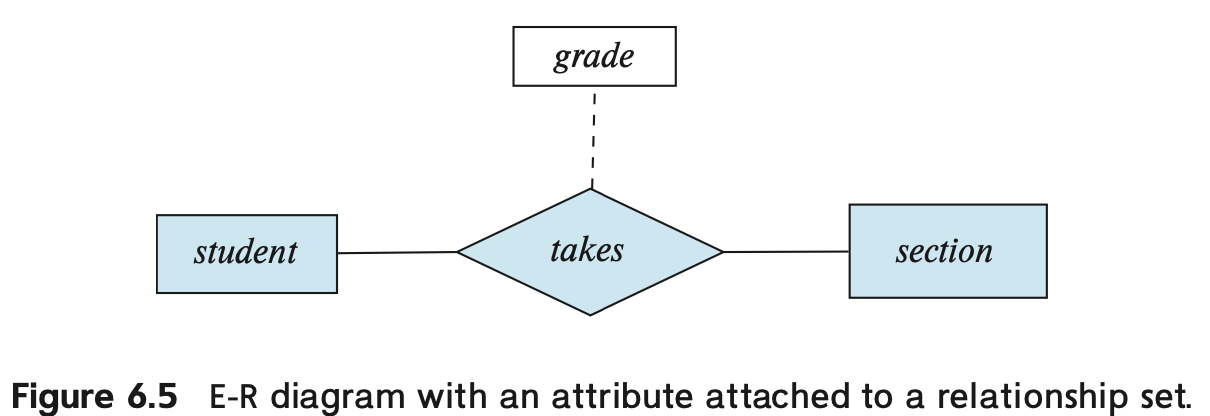 grade
student
takes
section
Figure 6.5 E-R diagram with an attribute attached to a relationship set.